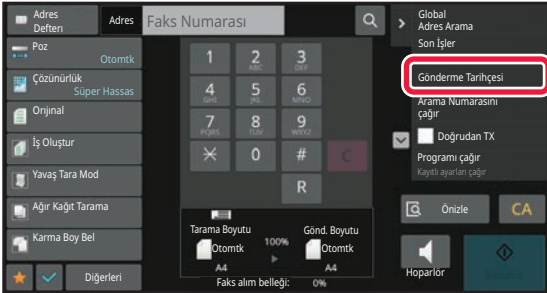 Adres
Defteri
Adres
Faks Numarası
Global
Adres Arama
Son İşler
Gönderme Tarihçesi
Arama Numarasını
çağır
Doğrudan TX
Programı çağır
Kayıtlı ayarları çağır
Poz
Otomtk
Çözünürlük
Süper Hassas
Orijinal
İş Oluştur
Yavaş Tara Mod
Ağır Kağıt Tarama
Karma Boy Bel
Diğerleri
1
2
ABC
3
DEF
4
GHI
5
JKL
6
MNO
7
PQRS
8
TUV
9
WXYZ
0
#
C
R
Tarama Boyutu
Otomtk
A4
100%
Gönd. Boyutu
Otomtk
A4
Faks alım belleği: 0%
Önizle
CA
Hoparlör